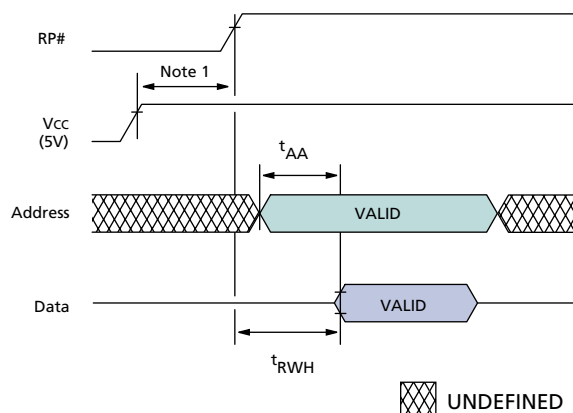 RP#
Note 1
Vcc
(5V)
tAA
Address
VALID
Data
VALID
tRWH
UNDEFINED